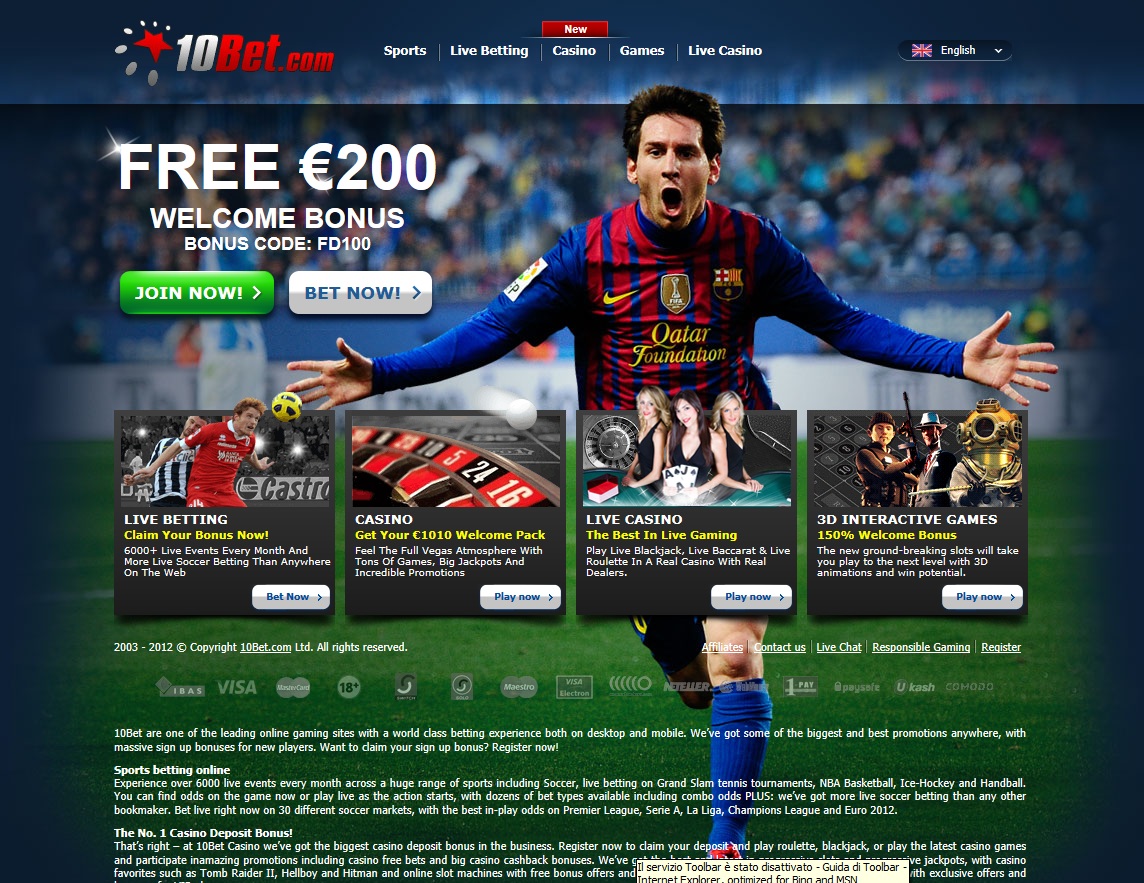 10Bet.com
New
Sports
Live Betting
Casino
Games
Live Casino
English
FREE €200
WELCOME BONUS
BONUS CODE: FD100
JOIN NOW!
BET NOW!
FIFA
Qatar
Foundation
Castro
5
24
16
LIVE BETTING
Claim Your Bonus Now!
6000+ Live Events Every Month And
More Live Soccer Betting Than Anywhere
On The Web
Bet Now
CASINO
Get Your €1010 Welcome Pack
Feel The Full Vegas Atmosphere With
Tons Of Games, Big Jackpots And
Incredible Promotions
Play now
LIVE CASINO
The Best In Live Gaming
Play Live Blackjack, Live Baccarat & Live
Roulette In A Real Casino With Real
Dealers.
Play now
3D INTERACTIVE GAMES
150% Welcome Bonus
The new ground-breaking slots will take
you play to the next level with 3D
animations and win potential.
Play now
2003 - 2012 © Copyright 10Bet.com Ltd. All rights reserved.
Affiliates
Contact us
Live Chat
Responsible Gaming
Register
IBAS VISA MasterCard 18+ SWITCH SOLO Maestro VISA Electron NETELLER 1-PAY paysafe Ukash COMODO
10Bet are one of the leading online gaming sites with a world class betting experience both on desktop and mobile. We've got some of the biggest and best promotions anywhere, with
massive sign up bonuses for new players. Want to claim your sign up bonus? Register now!
Sports betting online
Experience over 6000 live events every month across a huge range of sports including Soccer, live betting on Grand Slam tennis tournaments, NBA Basketball, Ice-Hockey and Handball.
You can find odds on the game now or play live as the action starts, with dozens of bet types available including combo odds PLUS: we've got more live soccer betting than any other
bookmaker. Bet live right now on 30 different soccer markets, with the best in-play odds on Premier League, Serie A, La Liga, Champions League and Euro 2012.
The No. 1 Casino Deposit Bonus!
That's right – at 10Bet Casino we've got the biggest casino deposit bonus in the business. Register now to claim your deposit and play roulette, blackjack, or play the latest casino games
and participate inamazing promotions including casino free bets and big casino cashback bonuses. We've got the best and latest in progressive slots and progressive jackpots, with casino
favorites such as Tomb Raider II, Hellboy and Hitman and online slot machines with free bonus offers and with exclusive offers and
Il servizio Toolbar è stato disattivato - Guida di Toolbar -
Internet Explorer, optimized for Bing and MSN